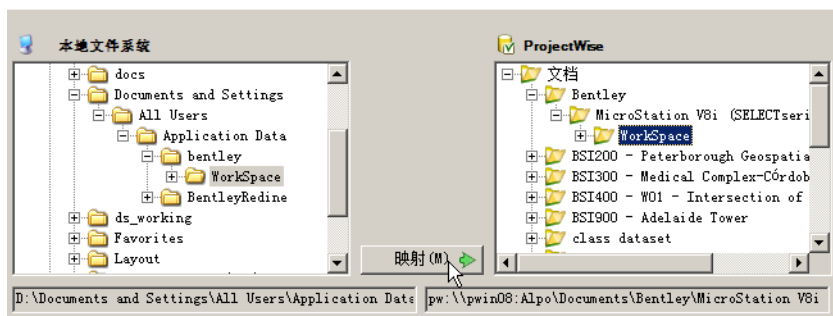 本地文件系统
docs
Documents and Settings
All Users
Application Data
bentley
WorkSpace
BentleyRedine
ds_working
Favorites
Layout
映射(M)
ProjectWise
文档
Bentley
MicroStation V8i (SELECTseri
WorkSpace
BSI200 - Peterborough Geospatia
BSI300 - Medical Complex-Córdob
BSI400 - W01 - Intersection of
BSI900 - Adelaide Tower
class dataset
D:\Documents and Settings\All Users\Application Data
pw:\\pwin08:Alpo\Documents\Bentley\MicroStation V8i